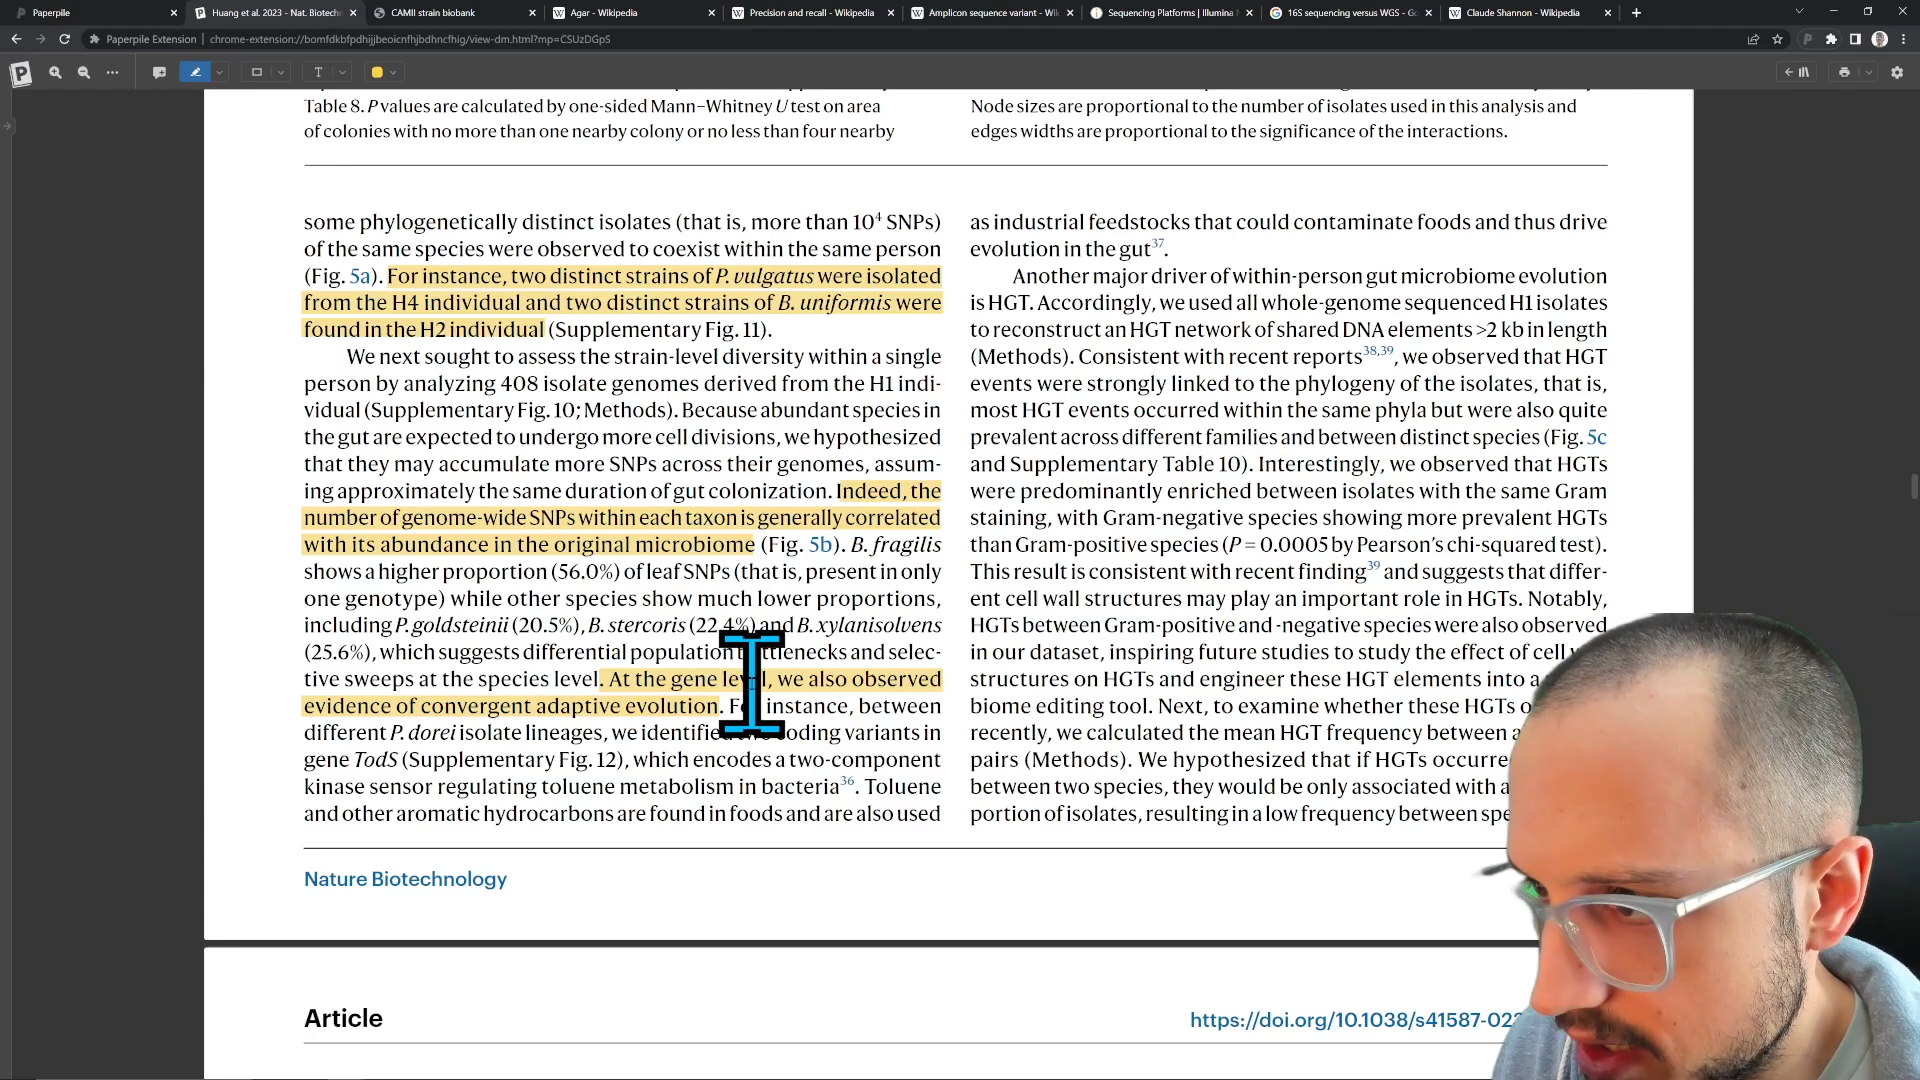 Paperpile
Huang et al. 2023 - Nat. Biotechn
CAMII strain biobank
Agar - Wikipedia
Precision and recall - Wikipedia
Amplicon sequence variant - Wi
Sequencing Platforms | Illumina
16S sequencing versus WGS - Go
Claude Shannon - Wikipedia
Paperpile Extension
chrome-extension://bomfdkbfpdhijjbeoicnfhjbdhncfhig/view-dm.html?mp=CSUzDGpS
Table 8. P values are calculated by one-sided Mann–Whitney U test on area
of colonies with no more than one nearby colony or no less than four nearby
Node sizes are proportional to the number of isolates used in this analysis and
edges widths are proportional to the significance of the interactions.
some phylogenetically distinct isolates (that is, more than 10⁴ SNPs)
of the same species were observed to coexist within the same person
(Fig. 5a). For instance, two distinct strains of P. vulgatus were isolated
from the H4 individual and two distinct strains of B. uniformis were
found in the H2 individual (Supplementary Fig. 11).
We next sought to assess the strain-level diversity within a single
person by analyzing 408 isolate genomes derived from the H1 indi-
vidual (Supplementary Fig. 10; Methods). Because abundant species in
the gut are expected to undergo more cell divisions, we hypothesized
that they may accumulate more SNPs across their genomes, assum-
ing approximately the same duration of gut colonization. Indeed, the
number of genome-wide SNPs within each taxon is generally correlated
with its abundance in the original microbiome (Fig. 5b). B. fragilis
shows a higher proportion (56.0%) of leaf SNPs (that is, present in only
one genotype) while other species show much lower proportions,
including P. goldsteinii (20.5%), B. stercoris (22.4%) and B. xylanisolvens
(25.6%), which suggests differential population bottlenecks and selec-
tive sweeps at the species level. At the gene level, we also observed
evidence of convergent adaptive evolution. For instance, between
different P. dorei isolate lineages, we identified two coding variants in
gene TodS (Supplementary Fig. 12), which encodes a two-component
kinase sensor regulating toluene metabolism in bacteria³⁶. Toluene
and other aromatic hydrocarbons are found in foods and are also used
as industrial feedstocks that could contaminate foods and thus drive
evolution in the gut³⁷.
Another major driver of within-person gut microbiome evolution
is HGT. Accordingly, we used all whole-genome sequenced H1 isolates
to reconstruct an HGT network of shared DNA elements >2 kb in length
(Methods). Consistent with recent reports³⁸,³⁹, we observed that HGT
events were strongly linked to the phylogeny of the isolates, that is,
most HGT events occurred within the same phyla but were also quite
prevalent across different families and between distinct species (Fig. 5c
and Supplementary Table 10). Interestingly, we observed that HGTs
were predominantly enriched between isolates with the same Gram
staining, with Gram-negative species showing more prevalent HGTs
than Gram-positive species (P = 0.0005 by Pearson's chi-squared test).
This result is consistent with recent finding³⁹ and suggests that differ-
ent cell wall structures may play an important role in HGTs. Notably,
HGTs between Gram-positive and -negative species were also observed
in our dataset, inspiring future studies to study the effect of cell
structures on HGTs and engineer these HGT elements into a
biome editing tool. Next, to examine whether these HGTs
recently, we calculated the mean HGT frequency between
pairs (Methods). We hypothesized that if HGTs
between two species, they would be only associated with a
portion of isolates, resulting in a low frequency between
Nature Biotechnology
Article
https://doi.org/10.1038/s41587-02